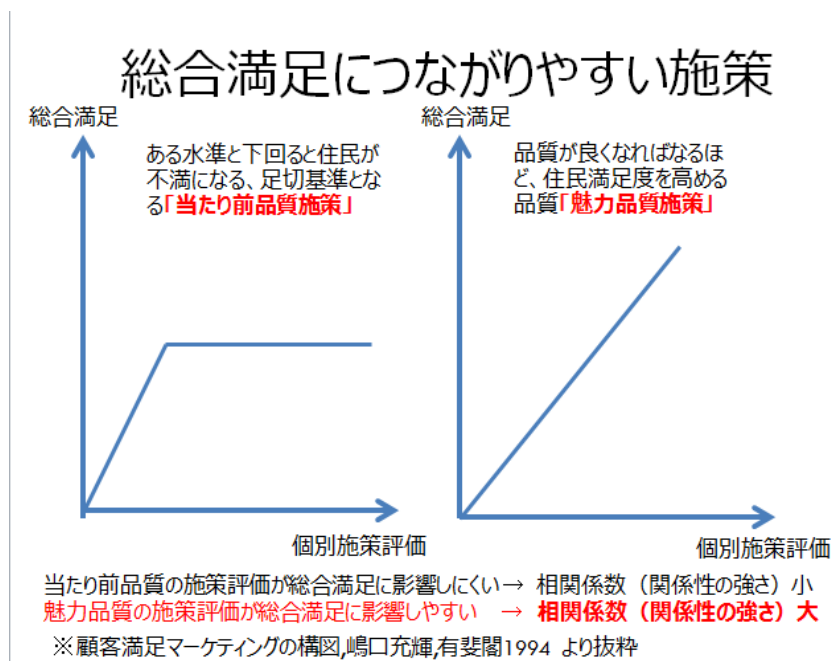 総合満足につながりやすい施策
総合満足
ある水準と下回ると住民が
不満になる、足切基準とな
る「当たり前品質施策」
個別施策評価
総合満足
品質が良くなればなるほ
ど、住民満足度を高める
品質「魅力品質施策」
個別施策評価
当たり前品質の施策評価が総合満足に影響しにくい→ 相関係数（関係性の強さ）小
魅力品質の施策評価が総合満足に影響しやすい → 相関係数（関係性の強さ）大
※顧客満足マーケティングの構図,嶋口充輝,有斐閣1994 より抜粋